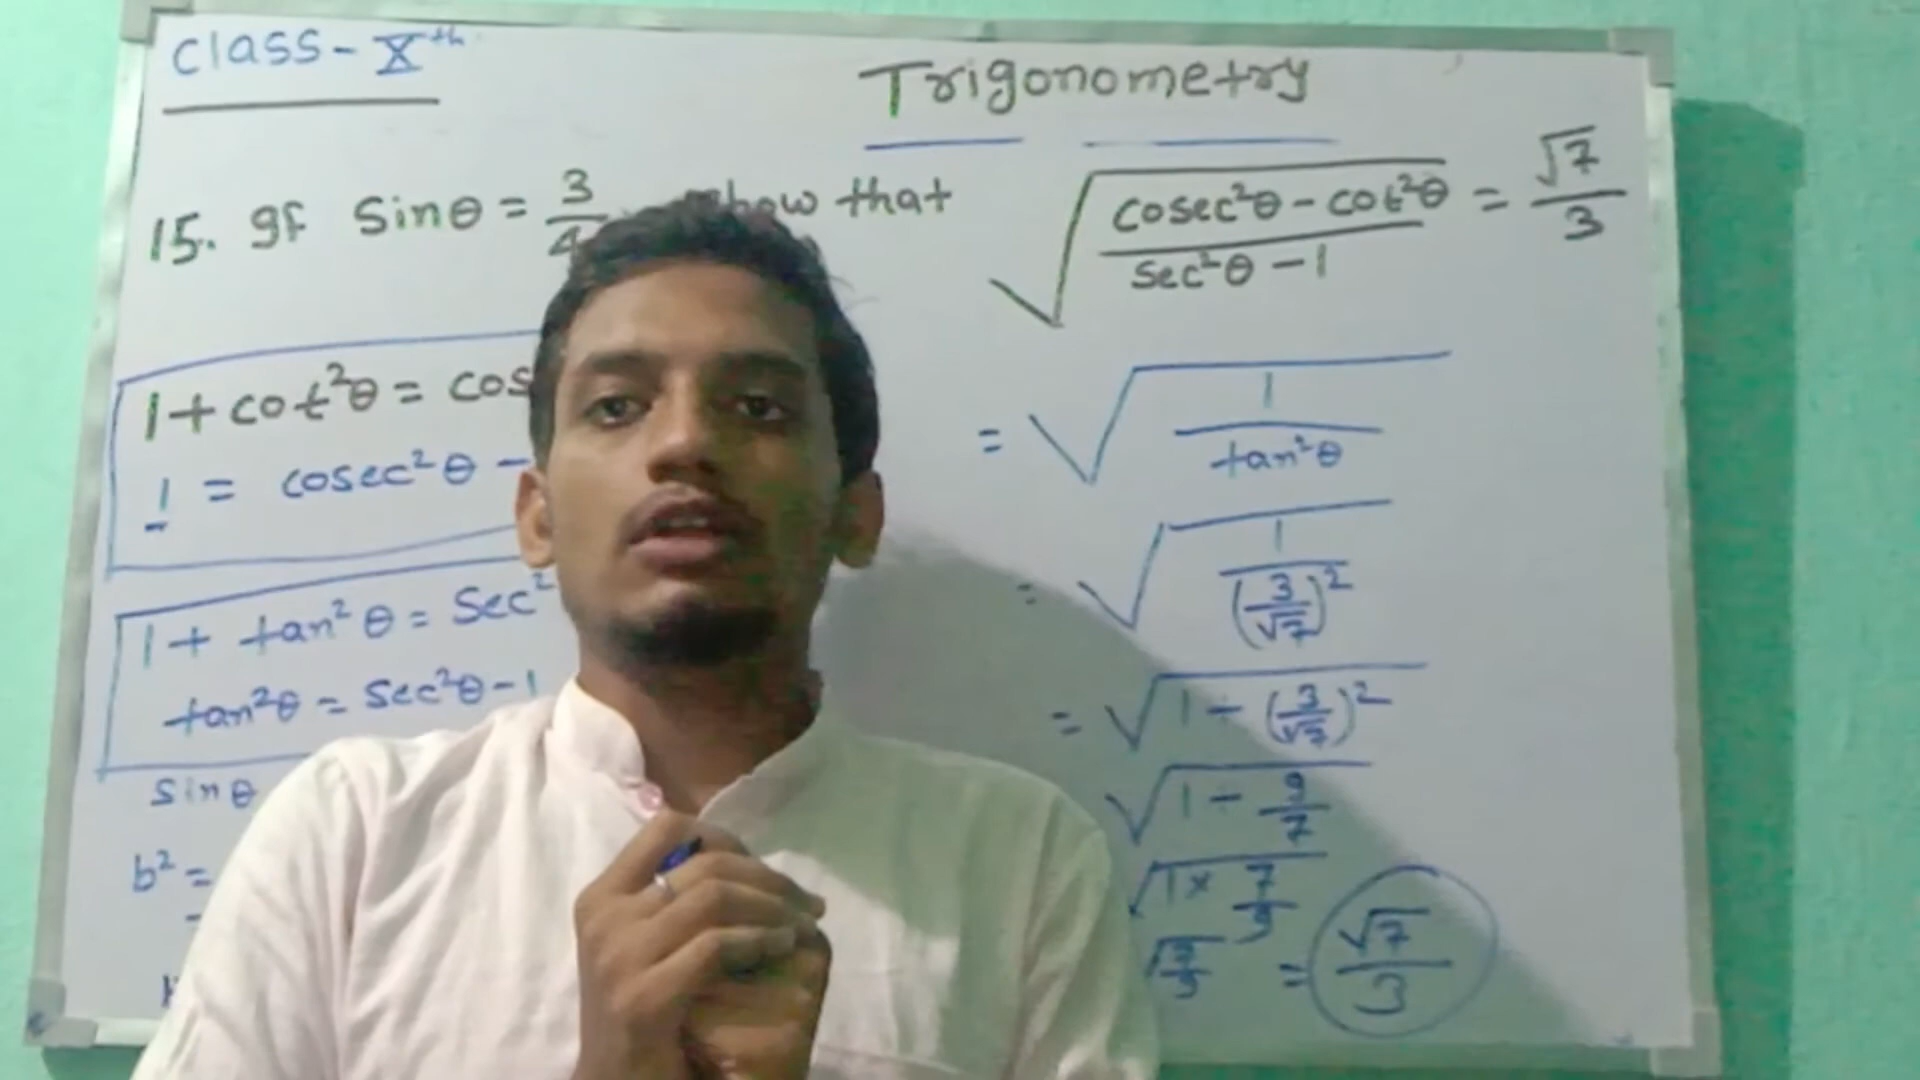 Class - Xth
Trigonometry
15. If Sinθ = 3/4 show that √((cosec²θ - cot²θ)/(sec²θ - 1)) = √7/3
1 + cot²θ = cos
1 = cosec²θ -
1 + tan²θ = Sec²
tan²θ = sec²θ - 1
sinθ
b² =
= √(1/tan²θ)
= √(1/(3/√7)²)
= √(1 ÷ (3/√7)²)
√(1 ÷ 9/7)
√(1 × 7/9)
√(7/9) = √7/3